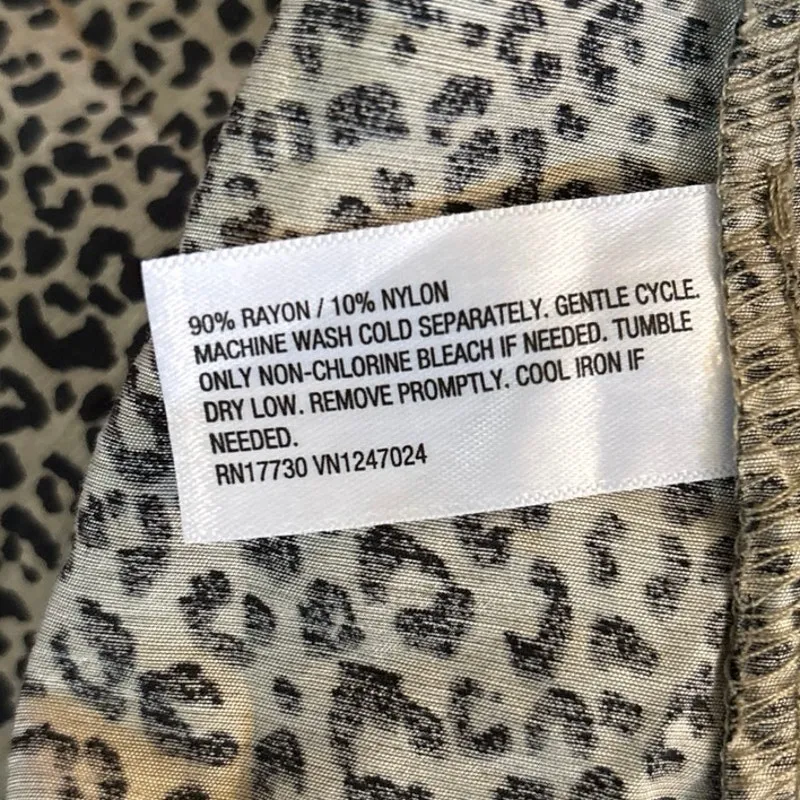 90% RAYON / 10% NYLON
MACHINE WASH COLD SEPARATELY. GENTLE CYCLE.
ONLY NON-CHLORINE BLEACH IF NEEDED. TUMBLE
DRY LOW. REMOVE PROMPTLY. COOL IRON IF
NEEDED.
RN17730 VN1247024